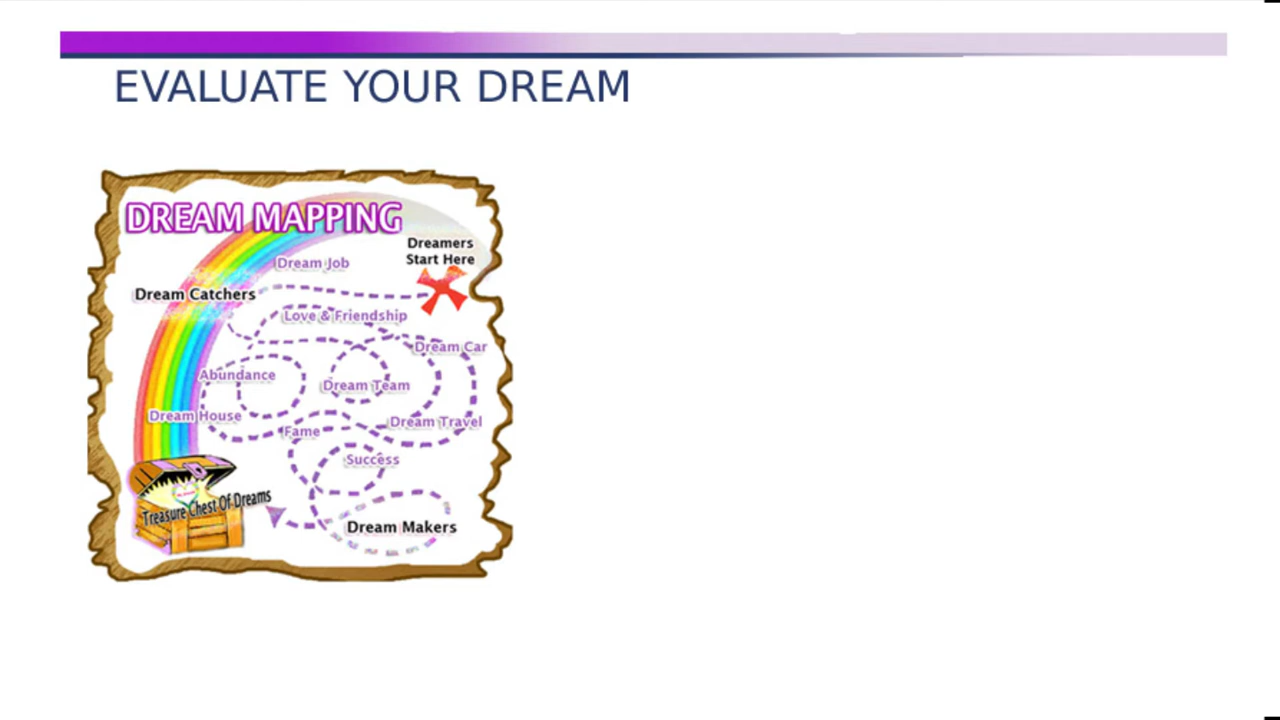 EVALUATE YOUR DREAM
DREAM MAPPING
Dreamers
Start Here
Dream Job
Dream Catchers
Love & Friendship
Dream Car
Abundance
Dream Team
Dream House
Dream Travel
Fame
Success
Treasure Chest Of Dreams
Dream Makers